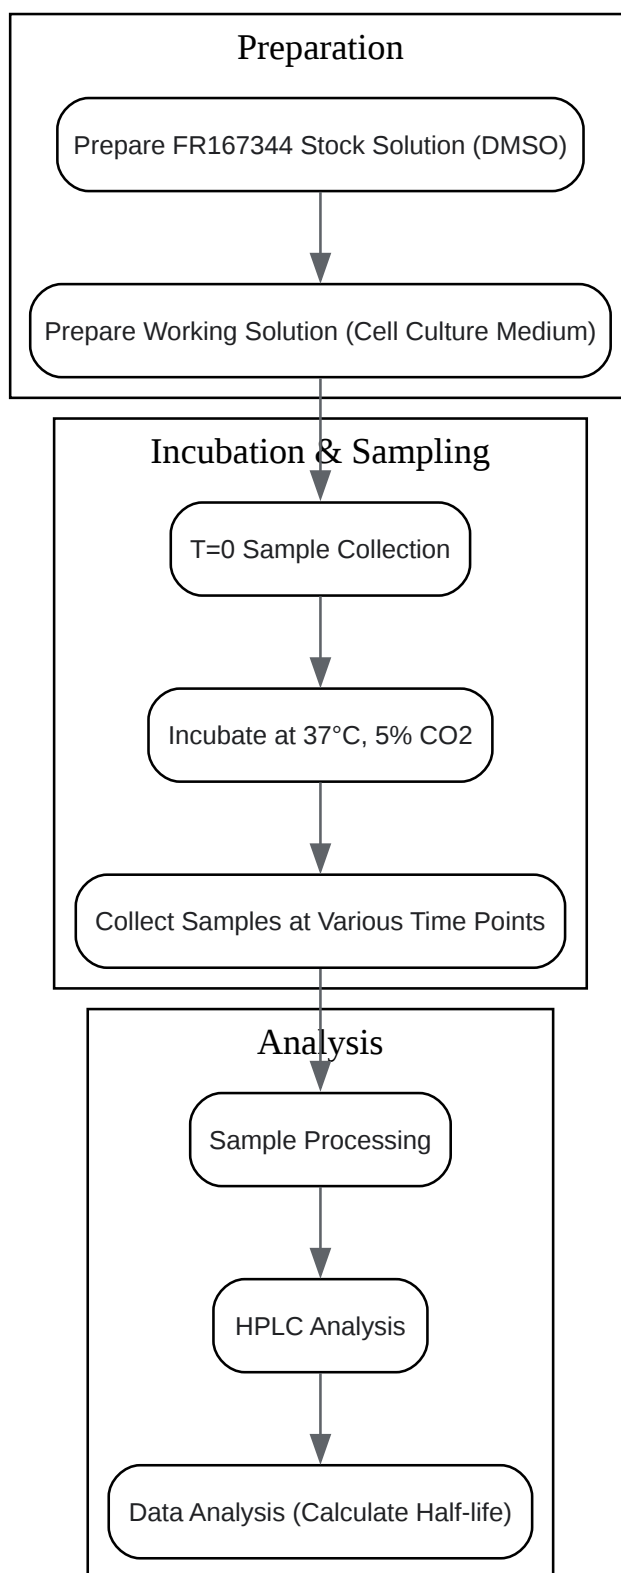 Preparation
Prepare FR167344 Stock Solution (DMSO)
Prepare Working Solution (Cell Culture Medium)
Incubation & Sampling
T=0 Sample Collection
Incubate at 37°C, 5% CO2
Collect Samples at Various Time Points
Analysis
Sample Processing
HPLC Analysis
Data Analysis (Calculate Half-life)